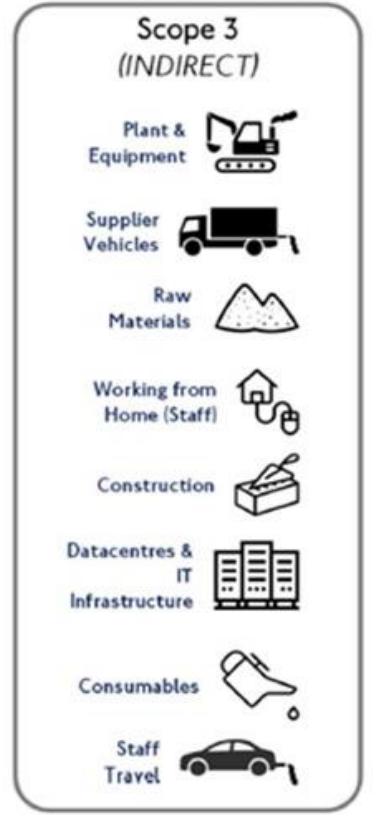 Scope 3
(INDIRECT)
Plant &
Equipment
Supplier
Vehicles
Raw
Materials
Working from
Home (Staff)
Construction
Datacentres &
IT
Infrastructure
Consumables
Staff
Travel